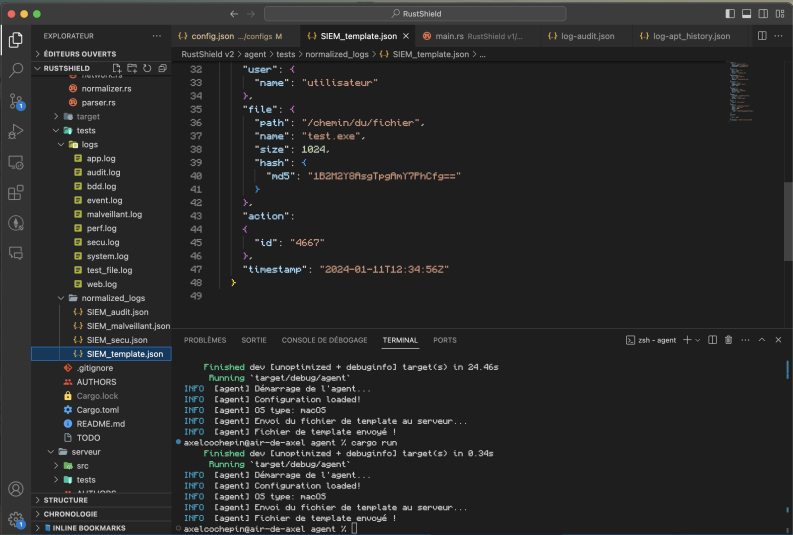 RustShield
EXPLORATEUR
ÉDITEURS OUVERTS
RUSTSHIELD
network.rs
normalizer.rs
parser.rs
target
tests
logs
app.log
audit.log
bdd.log
event.log
malveillant.log
perf.log
secu.log
system.log
test_file.log
web.log
normalized_logs
SIEM_audit.json
SIEM_malveillant.json
SIEM_secu.json
SIEM_template.json
.gitignore
AUTHORS
Cargo.lock
Cargo.toml
README.md
TODO
serveur
src
tests
AUTHORS
STRUCTURE
CHRONOLOGIE
INLINE BOOKMARKS
1
1
config.json .../configs M
SIEM_template.json
main.rs RustShield v1/...
log-audit.json
log-apt_history.json
RustShield v2 > agent > tests > normalized_logs > {} SIEM_template.json > ...
32 "user": {
33 "name": "utilisateur"
34 },
35 "file": {
36 "path": "/chemin/du/fichier",
37 "name": "test.exe",
38 "size": 1024,
39 "hash": {
40 "md5": "1B2M2Y8AsgTpgAmY7PhCfg=="
41 }
42 },
43 "action":
44 {
45 "id": "4667"
46 },
47 "timestamp": "2024-01-11T12:34:56Z"
48 }
49
PROBLÈMES SORTIE CONSOLE DE DÉBOGAGE TERMINAL PORTS
zsh - agent
Finished dev [unoptimized + debuginfo] target(s) in 24.46s
Running `target/debug/agent`
INFO [agent] Démarrage de l'agent...
INFO [agent] Configuration loaded!
INFO [agent] OS type: macOS
INFO [agent] Envoi du fichier de template au serveur...
INFO [agent] Fichier de template envoyé !
axelcochepin@air-de-axel agent % cargo run
Finished dev [unoptimized + debuginfo] target(s) in 0.34s
Running `target/debug/agent`
INFO [agent] Démarrage de l'agent...
INFO [agent] Configuration loaded!
INFO [agent] OS type: macOS
INFO [agent] Envoi du fichier de template au serveur...
INFO [agent] Fichier de template envoyé !
axelcochepin@air-de-axel agent %